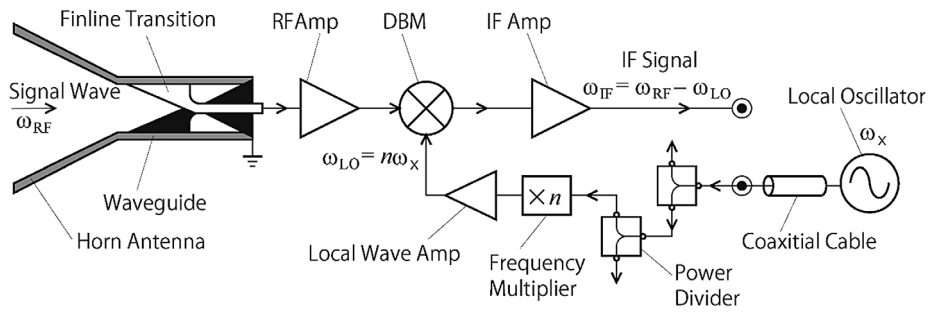 Finline Transition
RFAmp
DBM
IF Amp
IF Signal
ωIF= ωRF− ωLO
Local Oscillator
ωx
Signal Wave
ωRF
ωLO= nωx
×n
Waveguide
Horn Antenna
Local Wave Amp
Frequency
Multiplier
Power
Divider
Coaxitial Cable